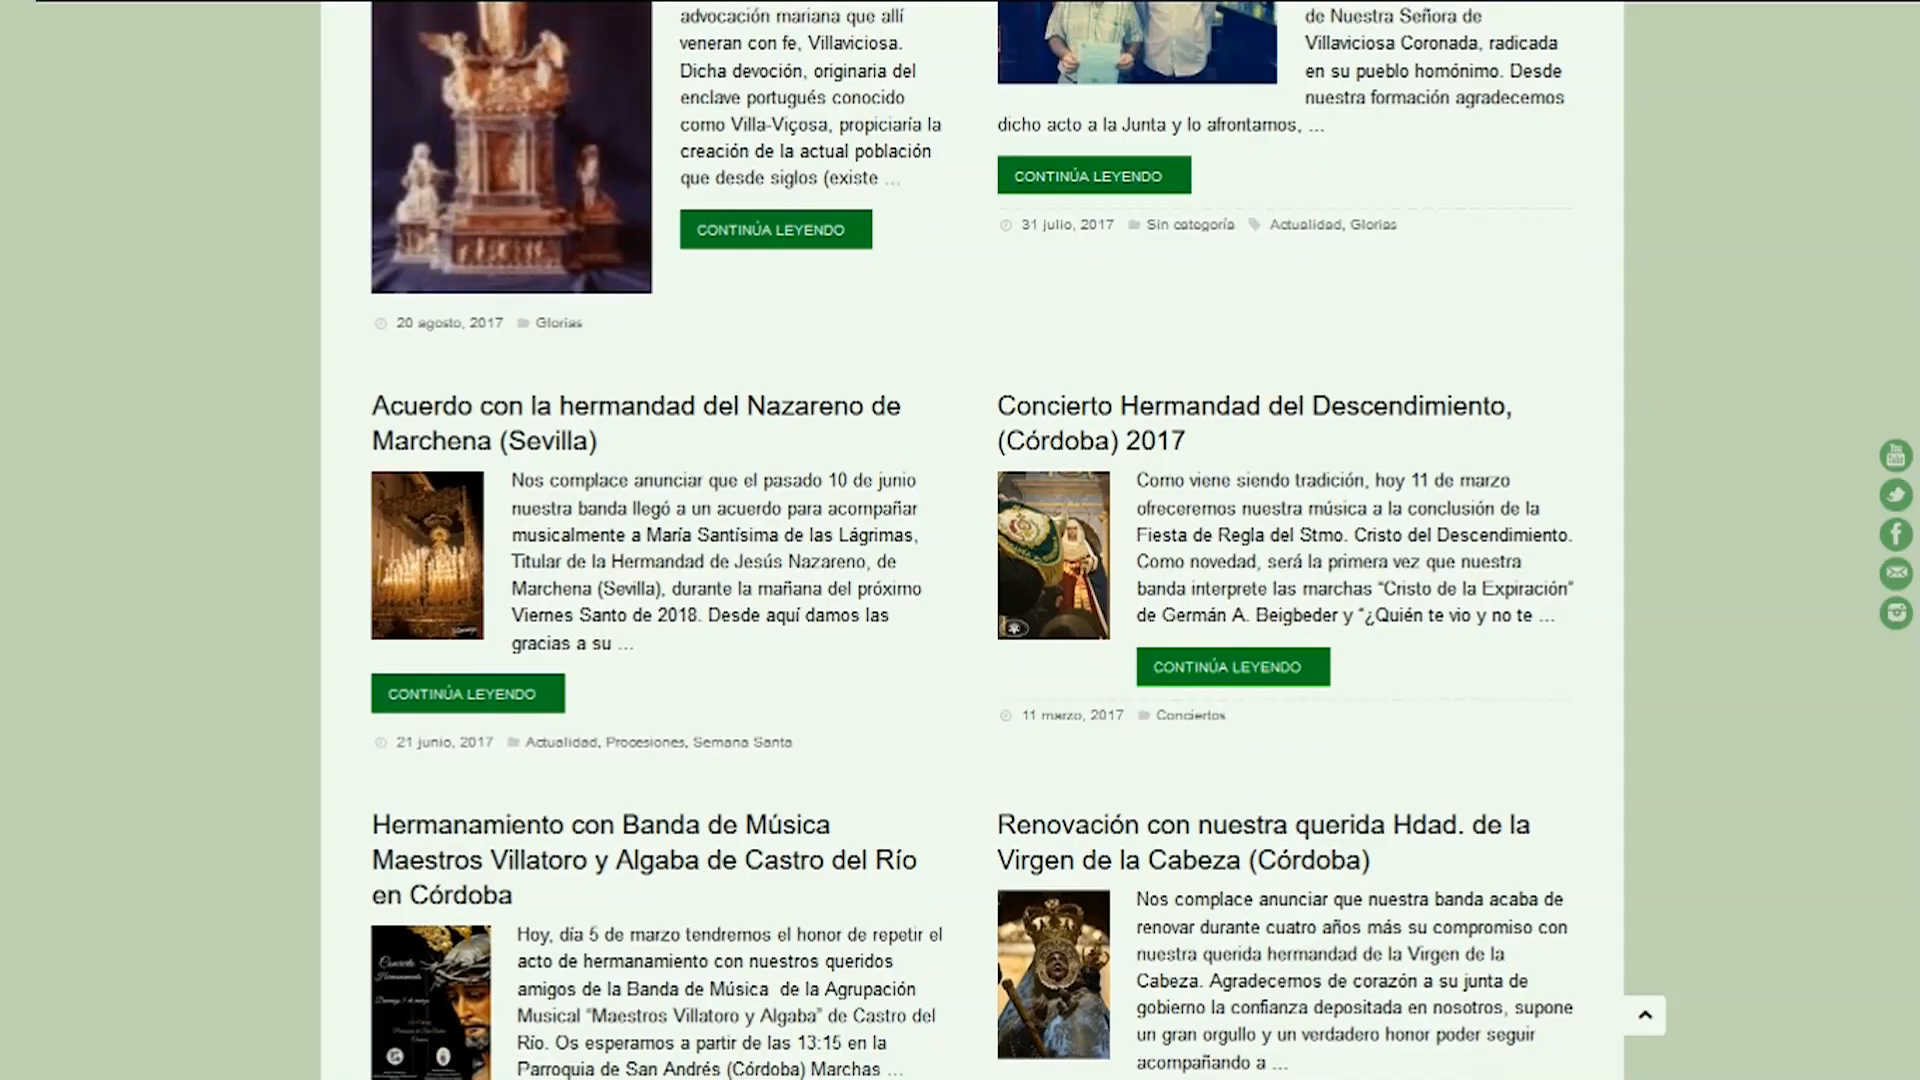 advocación mariana que allí
veneran con fe, Villaviciosa.
Dicha devoción, originaria del
enclave portugués conocido
como Villa-Viçosa, propiciaría la
creación de la actual población
que desde siglos (existe ...
CONTINÚA LEYENDO
20 agosto, 2017 Glorias
de Nuestra Señora de
Villaviciosa Coronada, radicada
en su pueblo homónimo. Desde
nuestra formación agradecemos
dicho acto a la Junta y lo afrontamos, ...
CONTINÚA LEYENDO
31 julio, 2017 Sin categoría Actualidad, Glorias
Acuerdo con la hermandad del Nazareno de
Marchena (Sevilla)
Nos complace anunciar que el pasado 10 de junio
nuestra banda llegó a un acuerdo para acompañar
musicalmente a María Santísima de las Lágrimas,
Titular de la Hermandad de Jesús Nazareno, de
Marchena (Sevilla), durante la mañana del próximo
Viernes Santo de 2018. Desde aquí damos las
gracias a su ...
CONTINÚA LEYENDO
21 junio, 2017 Actualidad, Procesiones, Semana Santa
Concierto Hermandad del Descendimiento,
(Córdoba) 2017
Como viene siendo tradición, hoy 11 de marzo
ofreceremos nuestra música a la conclusión de la
Fiesta de Regla del Stmo. Cristo del Descendimiento.
Como novedad, será la primera vez que nuestra
banda interprete las marchas “Cristo de la Expiración”
de Germán A. Beigbeder y “¿Quién te vio y no te ...
CONTINÚA LEYENDO
11 marzo, 2017 Conciertos
Hermanamiento con Banda de Música
Maestros Villatoro y Algaba de Castro del Río
en Córdoba
Concierto
Hermanamiento
Hoy, día 5 de marzo tendremos el honor de repetir el
acto de hermanamiento con nuestros queridos
amigos de la Banda de Música de la Agrupación
Musical “Maestros Villatoro y Algaba” de Castro del
Río. Os esperamos a partir de las 13:15 en la
Parroquia de San Andrés (Córdoba) Marchas ...
Renovación con nuestra querida Hdad. de la
Virgen de la Cabeza (Córdoba)
Nos complace anunciar que nuestra banda acaba de
renovar durante cuatro años más su compromiso con
nuestra querida hermandad de la Virgen de la
Cabeza. Agradecemos de corazón a su junta de
gobierno la confianza depositada en nosotros, supone
un gran orgullo y un verdadero honor poder seguir
acompañando a ...
You
Tube